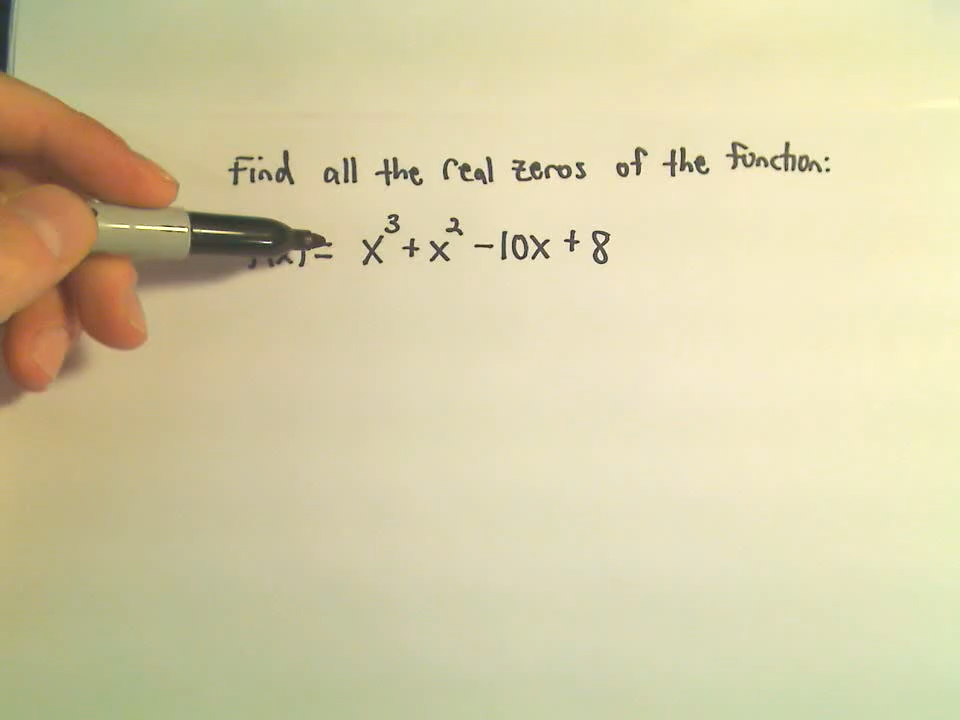 Find all the real zeros of the function:
= x³ + x² - 10x + 8